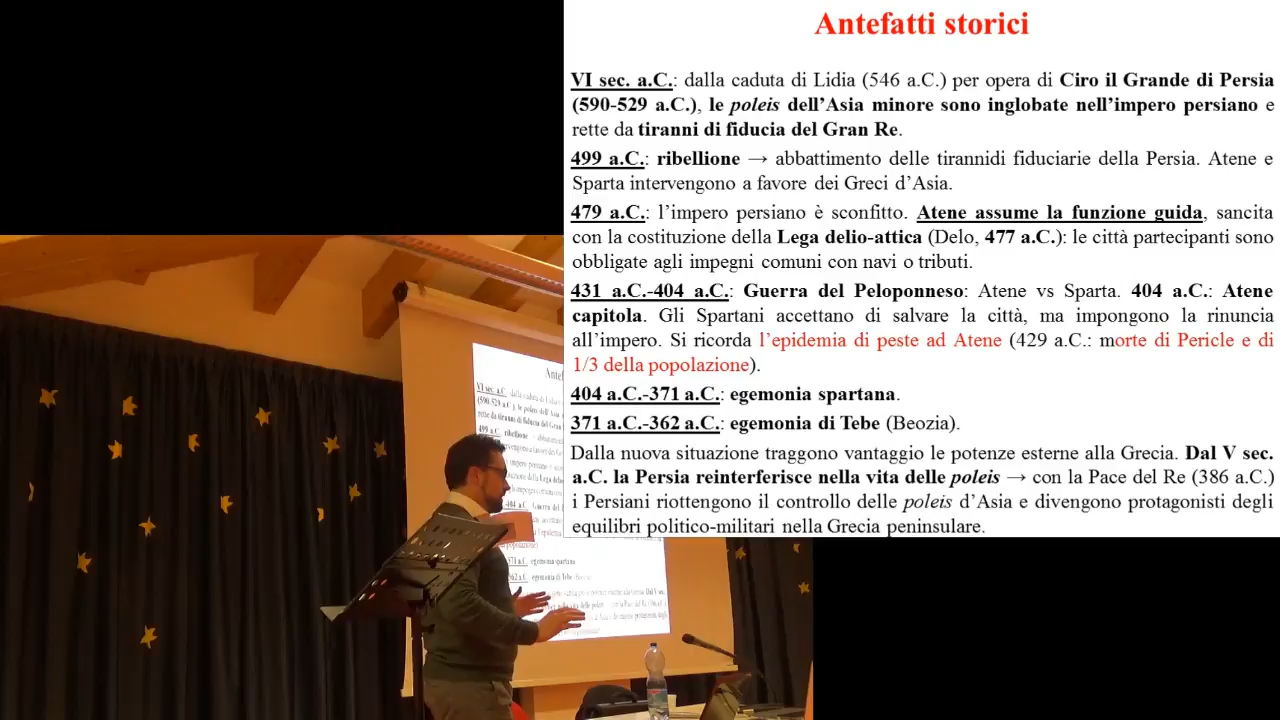 Antefatti storici
VI sec. a.C.: dalla caduta di Lidia (546 a.C.) per opera di Ciro il Grande di Persia
(590-529 a.C.), le poleis dell'Asia minore sono inglobate nell'impero persiano e
rette da tiranni di fiducia del Gran Re.
499 a.C.: ribellione → abbattimento delle tirannidi fiduciarie della Persia. Atene e
Sparta intervengono a favore dei Greci d'Asia.
479 a.C.: l'impero persiano è sconfitto. Atene assume la funzione guida, sancita
con la costituzione della Lega delio-attica (Delo, 477 a.C.): le città partecipanti sono
obbligate agli impegni comuni con navi o tributi.
431 a.C.-404 a.C.: Guerra del Peloponneso: Atene vs Sparta. 404 a.C.: Atene
capitola. Gli Spartani accettano di salvare la città, ma impongono la rinuncia
all'impero. Si ricorda l'epidemia di peste ad Atene (429 a.C.: morte di Pericle e di
1/3 della popolazione).
404 a.C.-371 a.C.: egemonia spartana.
371 a.C.-362 a.C.: egemonia di Tebe (Beozia).
Dalla nuova situazione traggono vantaggio le potenze esterne alla Grecia. Dal V sec.
a.C. la Persia reinterferisce nella vita delle poleis → con la Pace del Re (386 a.C.)
i Persiani riottengono il controllo delle poleis d'Asia e divengono protagonisti degli
equilibri politico-militari nella Grecia peninsulare.